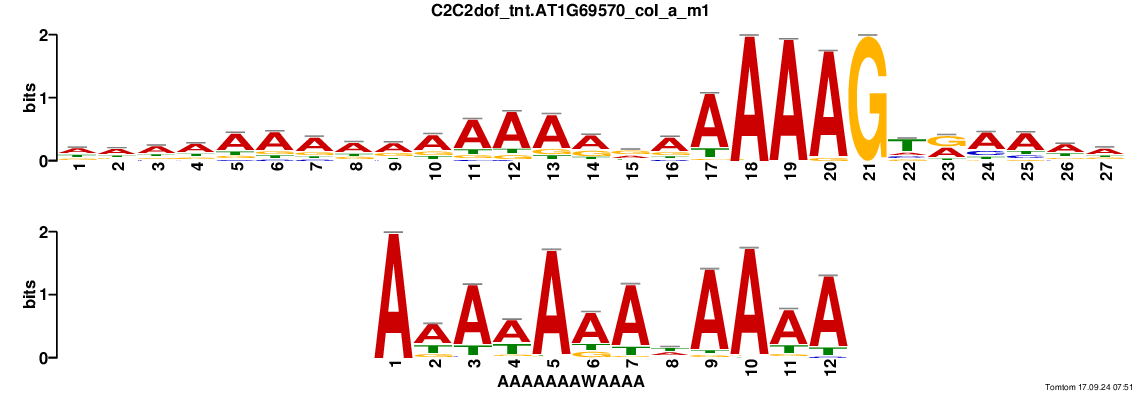 C2C2dof_tnt.AT1G69570_col_a_m1
2
1
0
bits
1 2 3 4 5 6 7 8 9 10 11 12 13 14 15 16 17 18 19 20 21 22 23 24 25 26 27
A A A G
2
1
0
bits
A A A A A A A A A A A
1 2 3 4 5 6 7 8 9 10 11 12
AAAAAAAWAAAA
Tomtom 17.09.24 07:51